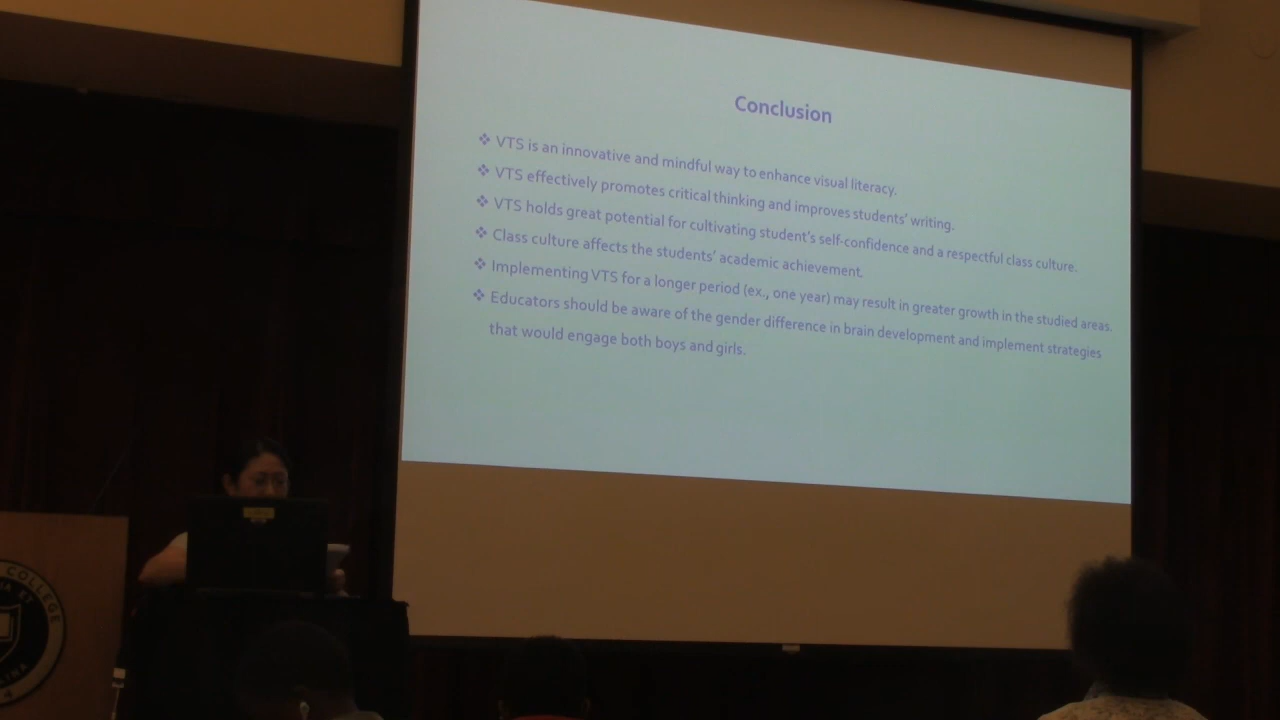 Conclusion
❖ VTS is an innovative and mindful way to enhance visual literacy.
❖ VTS effectively promotes critical thinking and improves students' writing.
❖ VTS holds great potential for cultivating student's self-confidence and a respectful class culture.
❖ Class culture affects the students' academic achievement.
❖ Implementing VTS for a longer period (ex., one year) may result in greater growth in the studied areas.
❖ Educators should be aware of the gender difference in brain development and implement strategies
that would engage both boys and girls.
COLLEGE